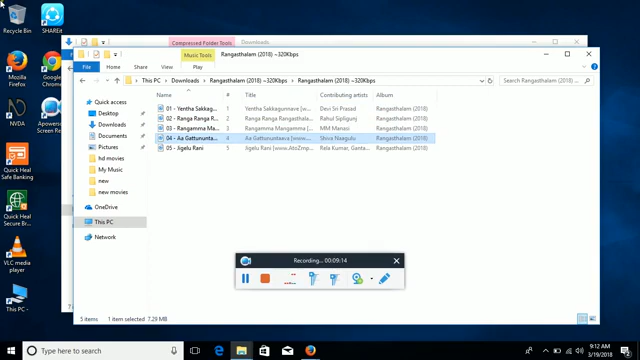 Recycle Bin
SHAREit
Mozilla Firefox
Google Chrome
NVDA
Apowersoft Screen Re
Quick Heal Safe Banking
Quick Heal Secure Br...
VLC media player
This PC -
Compressed Folder Tools
Downloads
Music Tools
Rangasthalam (2018) ~320Kbps
File
Home
Share
View
Play
This PC > Downloads > Rangasthalam (2018) ~320Kbps > Rangasthalam (2018) ~320Kbps
Search Rangasthalam (2018) ...
Quick access
Desktop
Downloads
Documents
Pictures
hd movies
My Music
new
new movies
OneDrive
This PC
Network
Name # Title Contributing artists Album
01 - Yentha Sakkag... 1 Yentha Sakkagunnave [w... Devi Sri Prasad Rangasthalam (2018)
02 - Ranga Ranga R... 2 Ranga Ranga Rangasthala... Rahul Sipligunj Rangasthalam (2018)
03 - Rangamma Ma... 3 Rangamma Mangamma [... MM Manasi Rangasthalam (2018)
04 - Aa Gattununta... 4 Aa Gattununtaava [www.... Shiva Naagulu Rangasthalam (2018)
05 - Jigelu Rani 5 Jigelu Rani [www.AtoZmp... Rela Kumar, Ganta... Rangasthalam (2018)
Recording... 00:09:14
5 items 1 item selected 7.29 MB
Type here to search
9:12 AM
3/19/2018